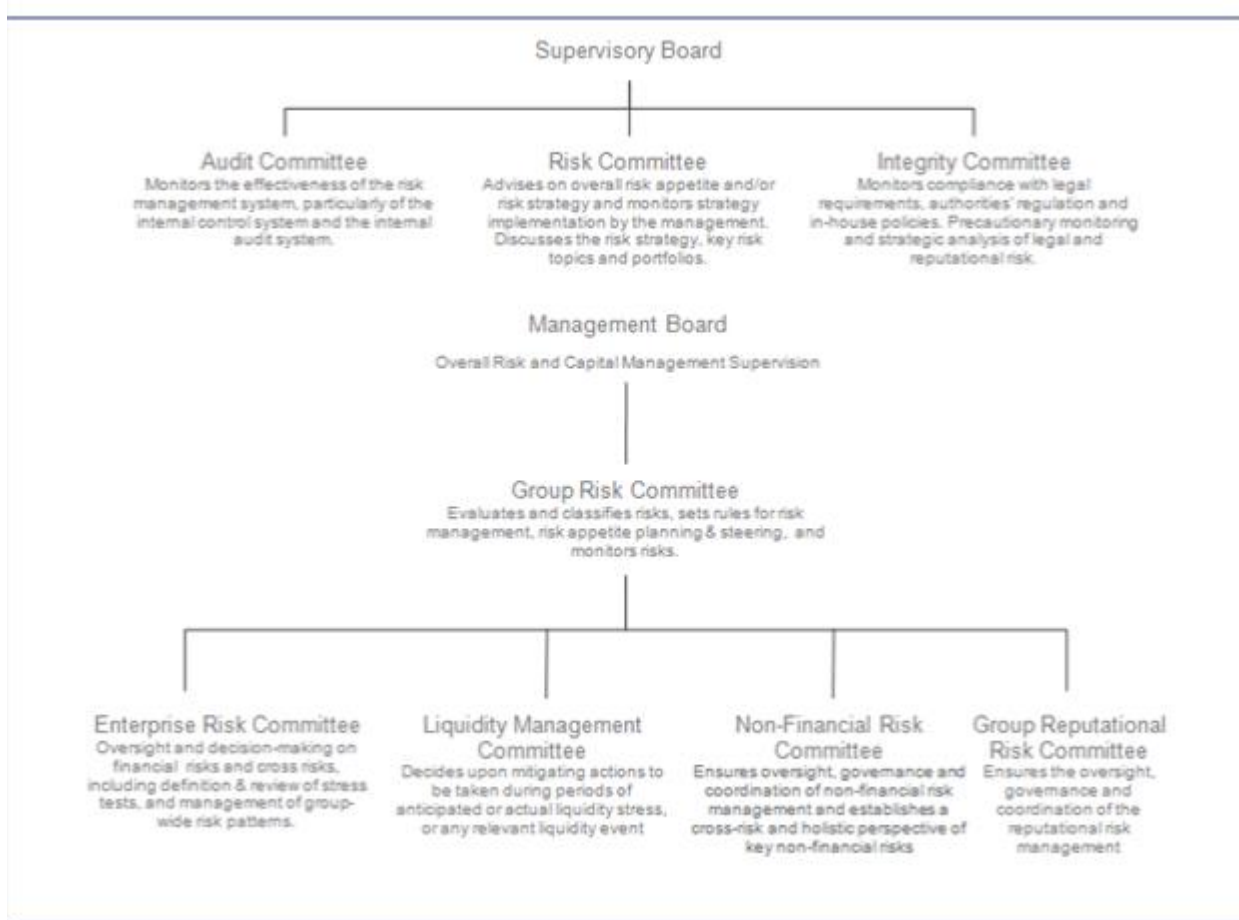 Supervisory Board
Audit Committee
Monitors the effectiveness of the risk
management system, particularly of the
internal control system and the internal
audit system.
Risk Committee
Advises on overall risk appetite and/or
risk strategy and monitors strategy
implementation by the management.
Discusses the risk strategy, key risk
topics and portfolios.
Integrity Committee
Monitors compliance with legal
requirements, authorities' regulation and
in-house policies. Precautionary monitoring
and strategic analysis of legal and
reputational risk.
Management Board
Overall Risk and Capital Management Supervision
Group Risk Committee
Evaluates and classifies risks, sets rules for risk
management, risk appetite planning & steering, and
monitors risks.
Enterprise Risk Committee
Oversight and decision-making on
financial risks and cross risks,
including definition & review of stress
tests, and management of group-
wide risk patterns.
Liquidity Management
Committee
Decides upon mitigating actions to
be taken during periods of
anticipated or actual liquidity stress,
or any relevant liquidity event
Non-Financial Risk
Committee
Ensures oversight, governance and
coordination of non-financial risk
management and establishes a
cross-risk and holistic perspective of
key non-financial risks
Group Reputational
Risk Committee
Ensures the oversight,
governance and
coordination of the
reputational risk
management